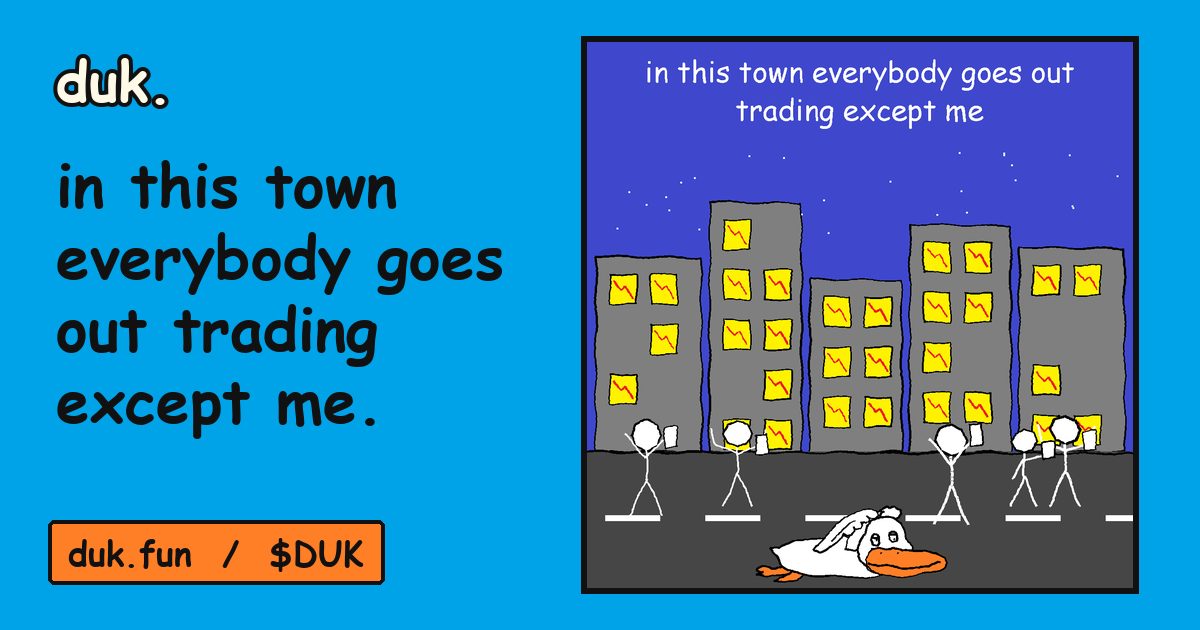 duk.
in this town
everybody goes
out trading
except me.
duk.fun / $DUK
in this town everybody goes out
trading except me